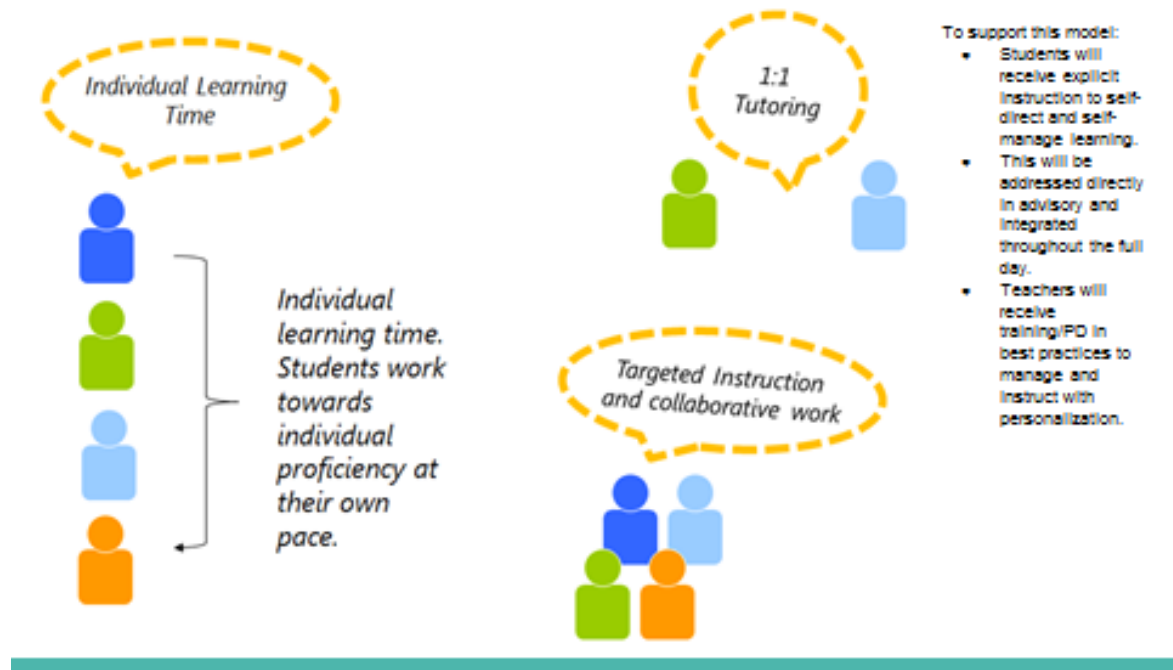 Individual Learning
Time
Individual
learning time.
Students work
towards
individual
proficiency at
their own
pace.
1:1
Tutoring
Targeted Instruction
and collaborative work
To support this model:
• Students will
receive explicit
instruction to self-
direct and self-
manage learning.
• This will be
addressed directly
in advisory and
integrated
throughout the full
day.
• Teachers will
receive
training/PD in
best practices to
manage and
instruct with
personalization.